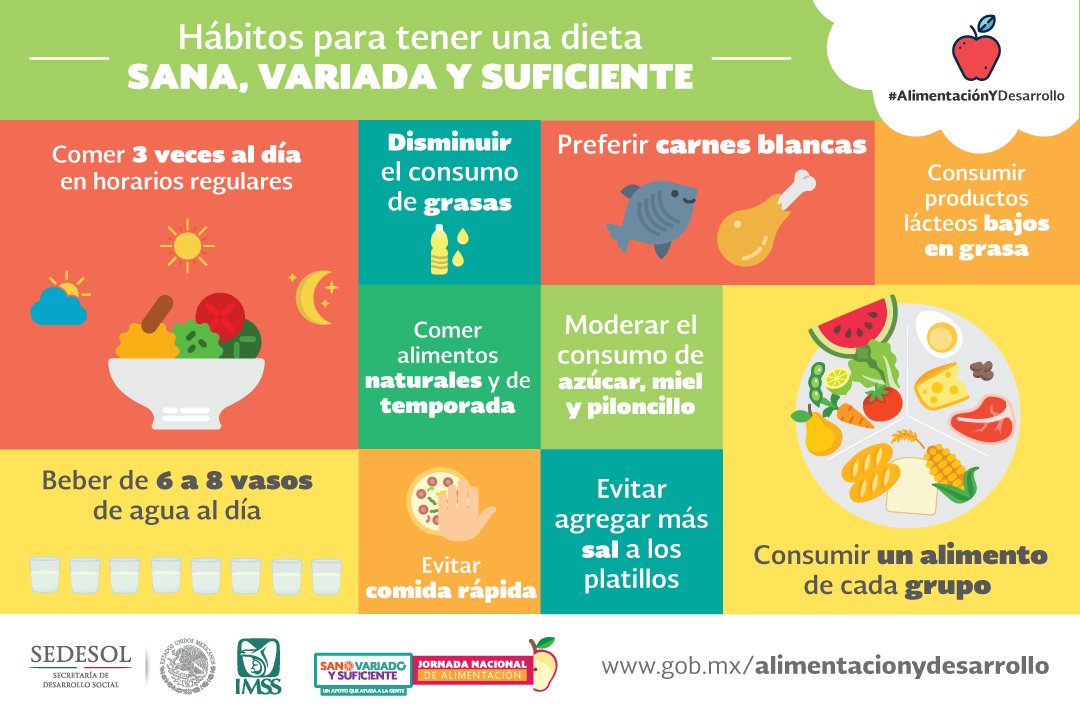 Hábitos para tener una dieta
SANA, VARIADA Y SUFICIENTE
#AlimentaciónYDesarrollo
Comer 3 veces al día
en horarios regulares
Disminuir
el consumo
de grasas
Preferir carnes blancas
Consumir
productos
lácteos bajos
en grasa
Comer
alimentos
naturales y de
temporada
Moderar el
consumo de
azúcar, miel
y piloncillo
Beber de 6 a 8 vasos
de agua al día
Evitar
comida rápida
Evitar
agregar más
sal a los
platillos
Consumir un alimento
de cada grupo
SEDESOL
SECRETARÍA DE
DESARROLLO SOCIAL
ESTADOS UNIDOS MEXICANOS
IMSS
SANO VARIADO
Y SUFICIENTE
UN APOYO QUE AYUDA A LA GENTE
JORNADA NACIONAL
DE ALIMENTACIÓN
www.gob.mx/alimentacionydesarrollo